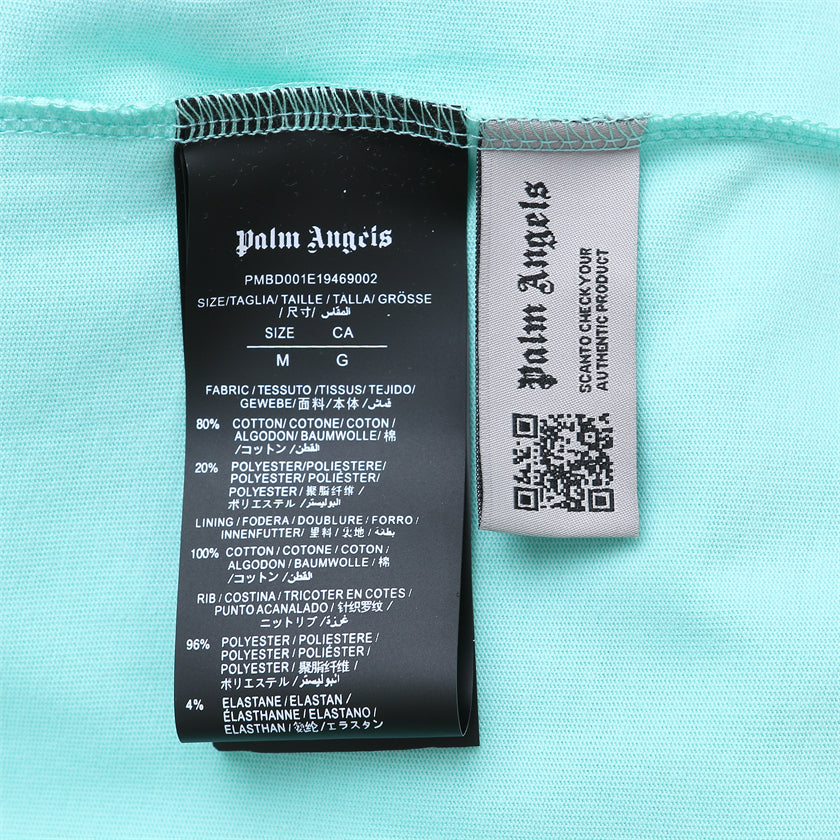 Palm Angels
PMBD001E19469002
SIZE/TAGLIA/TAILLE/TALLA/GRÖSSE
/尺寸/ المقاس
SIZE CA
M G
FABRIC/TESSUTO/TISSUS/TEJIDO/
GEWEBE/面料/本体/قماش
80% COTTON/COTONE/COTON/
ALGODON/BAUMWOLLE/棉
/コットン/القطن
20% POLYESTER/POLIESTERE/
POLYESTER/POLIÉSTER/
POLYESTER/聚脂纤维/
ポリエステル/البوليستر
LINING/FODERA/DOUBLURE/FORRO/
INNENFUTTER/里料/夹地/بطانة
100% COTTON/COTONE/COTON/
ALGODON/BAUMWOLLE/棉
/コットン/القطن
RIB/COSTINA/TRICOTER EN COTES/
PUNTO ACANALADO/针织罗纹/
ニットリブ/غرزة
96% POLYESTER/POLIESTERE/
POLYESTER/POLIÉSTER/
POLYESTER/聚脂纤维/
ポリエステル/البوليستر
4% ELASTANE/ELASTAN/
ÉLASTHANNE/ELASTANO/
ELASTHAN/氨纶/エラスタン
Palm Angels
SCANTO CHECK YOUR
AUTHENTIC PRODUCT